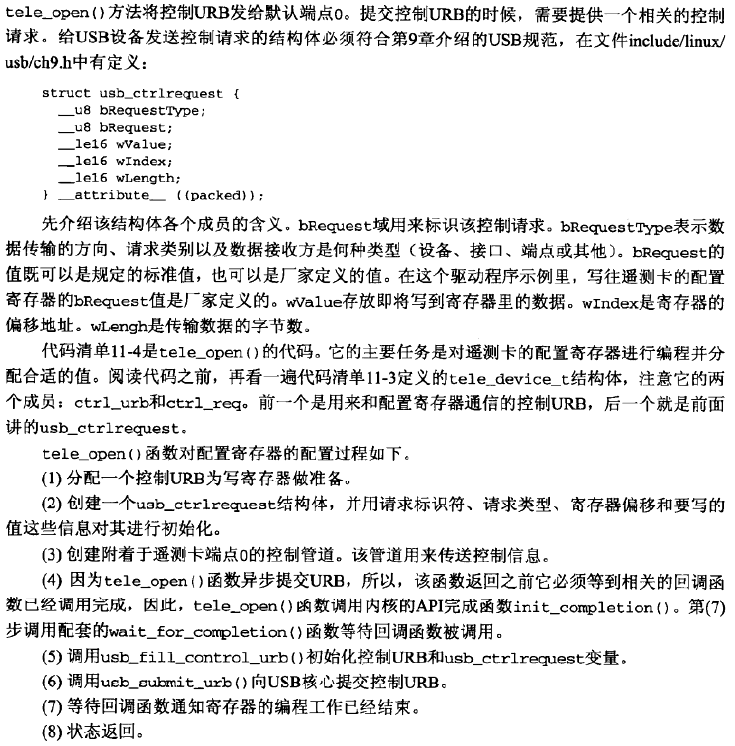 tele_open()方法将控制URB发给默认端点0。提交控制URB的时候，需要提供一个相关的控制
请求。给USB设备发送控制请求的结构体必须符合第9章介绍的USB规范，在文件include/linux/
usb/ch9.h中有定义：
struct usb_ctrlrequest {
__u8 bRequestType;
__u8 bRequest;
__le16 wValue;
__le16 wIndex;
__le16 wLength;
} __attribute__ ((packed));
先介绍该结构体各个成员的含义。bRequest域用来标识该控制请求。bRequestType表示数
据传输的方向、请求类别以及数据接收方是何种类型（设备、接口、端点或其他）。bRequest的
值既可以是规定的标准值，也可以是厂家定义的值。在这个驱动程序示例里，写往遥测卡的配置
寄存器的bRequest值是厂家定义的。wValue存放即将写到寄存器里的数据。wIndex是寄存器的
偏移地址。wLengh是传输数据的字节数。
代码清单11-4是tele_open()的代码。它的主要任务是对遥测卡的配置寄存器进行编程并分
配合适的值。阅读代码之前，再看一遍代码清单11-3定义的tele_device_t结构体，注意它的两
个成员：ctrl_urb和ctrl_req。前一个是用来和配置寄存器通信的控制URB，后一个就是前面
讲的usb_ctrlrequest。
tele_open()函数对配置寄存器的配置过程如下。
(1) 分配一个控制URB为写寄存器做准备。
(2) 创建一个usb_ctrlrequest结构体，并用请求标识符、请求类型、寄存器偏移和要写的
值这些信息对其进行初始化。
(3) 创建附着于遥测卡端点0的控制管道。该管道用来传送控制信息。
(4) 因为tele_open()函数异步提交URB，所以，该函数返回之前它必须等到相关的回调函
数已经调用完成，因此，tele_open()函数调用内核的API完成函数init_completion()。第(7)
步调用配套的wait_for_completion()函数等待回调函数被调用。
(5) 调用usb_fill_control_urb()初始化控制URB和usb_ctrlrequest变量。
(6) 调用usb_submit_urb()向USB核心提交控制URB。
(7) 等待回调函数通知寄存器的编程工作已经结束。
(8) 状态返回。